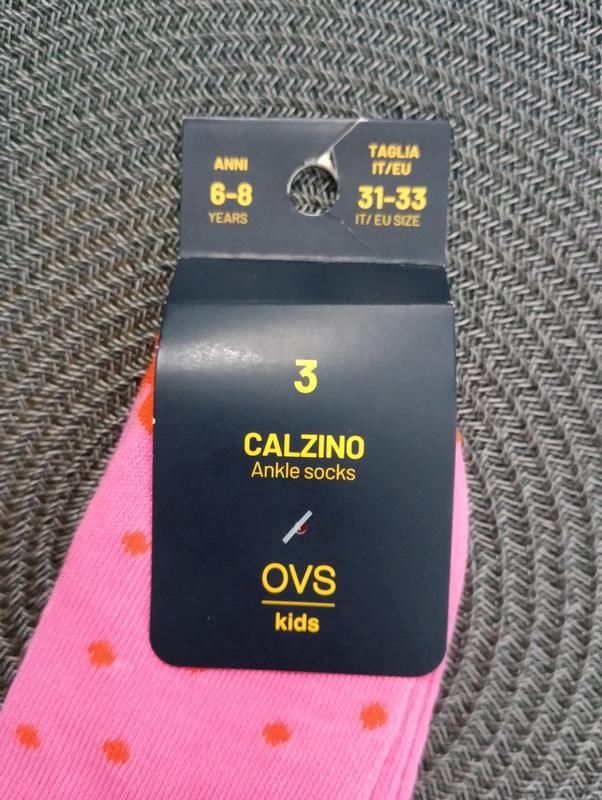 ANNI
6-8
YEARS
TAGLIA
IT/EU
31-33
IT/ EU SIZE
3
CALZINO
Ankle socks
OVS
kids